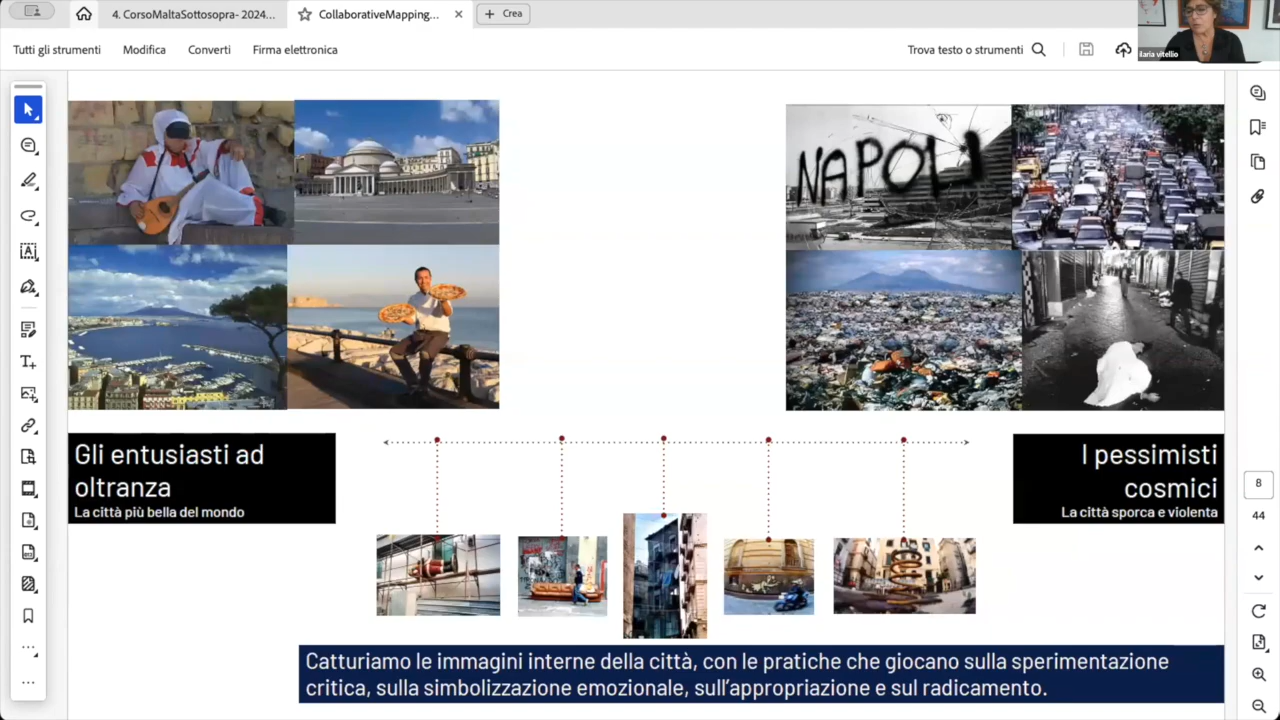 4. CorsoMaltaSottosopra- 2024...
CollaborativeMapping...
Crea
Tutti gli strumenti
Modifica
Converti
Firma elettronica
Trova testo o strumenti
ilaria vitellio
NAPOLI
Gli entusiasti ad
oltranza
La città più bella del mondo
I pessimisti
cosmici
La città sporca e violenta
8
44
Catturiamo le immagini interne della città, con le pratiche che giocano sulla sperimentazione
critica, sulla simbolizzazione emozionale, sull'appropriazione e sul radicamento.